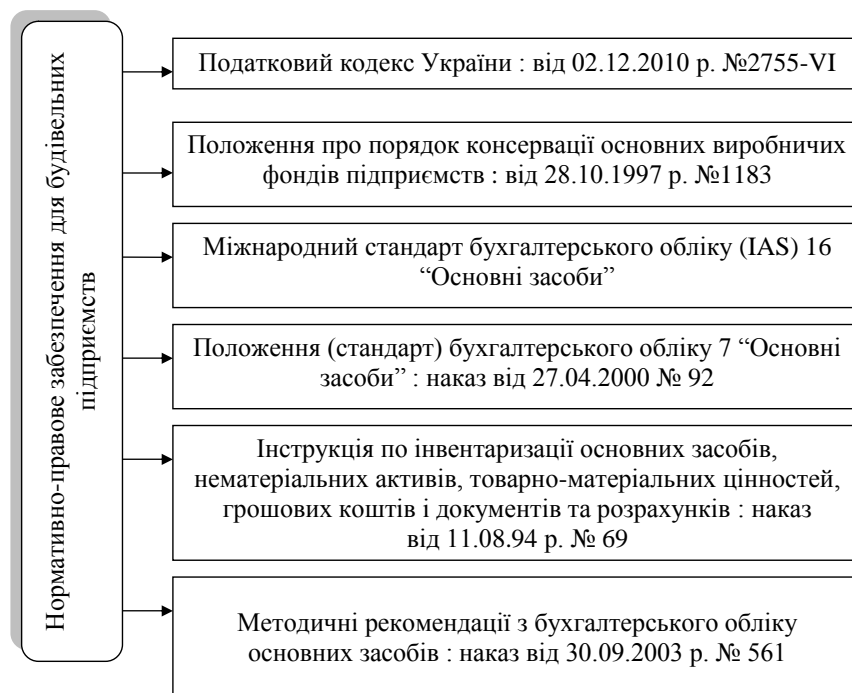 Нормативно-правове забезпечення для будівельних
підприємств
Податковий кодекс України : від 02.12.2010 р. №2755-VI
Положення про порядок консервації основних виробничих
фондів підприємств : від 28.10.1997 р. №1183
Міжнародний стандарт бухгалтерського обліку (IAS) 16
“Основні засоби”
Положення (стандарт) бухгалтерського обліку 7 “Основні
засоби” : наказ від 27.04.2000 № 92
Інструкція по інвентаризації основних засобів,
нематеріальних активів, товарно-матеріальних цінностей,
грошових коштів і документів та розрахунків : наказ
від 11.08.94 р. № 69
Методичні рекомендації з бухгалтерського обліку
основних засобів : наказ від 30.09.2003 р. № 561